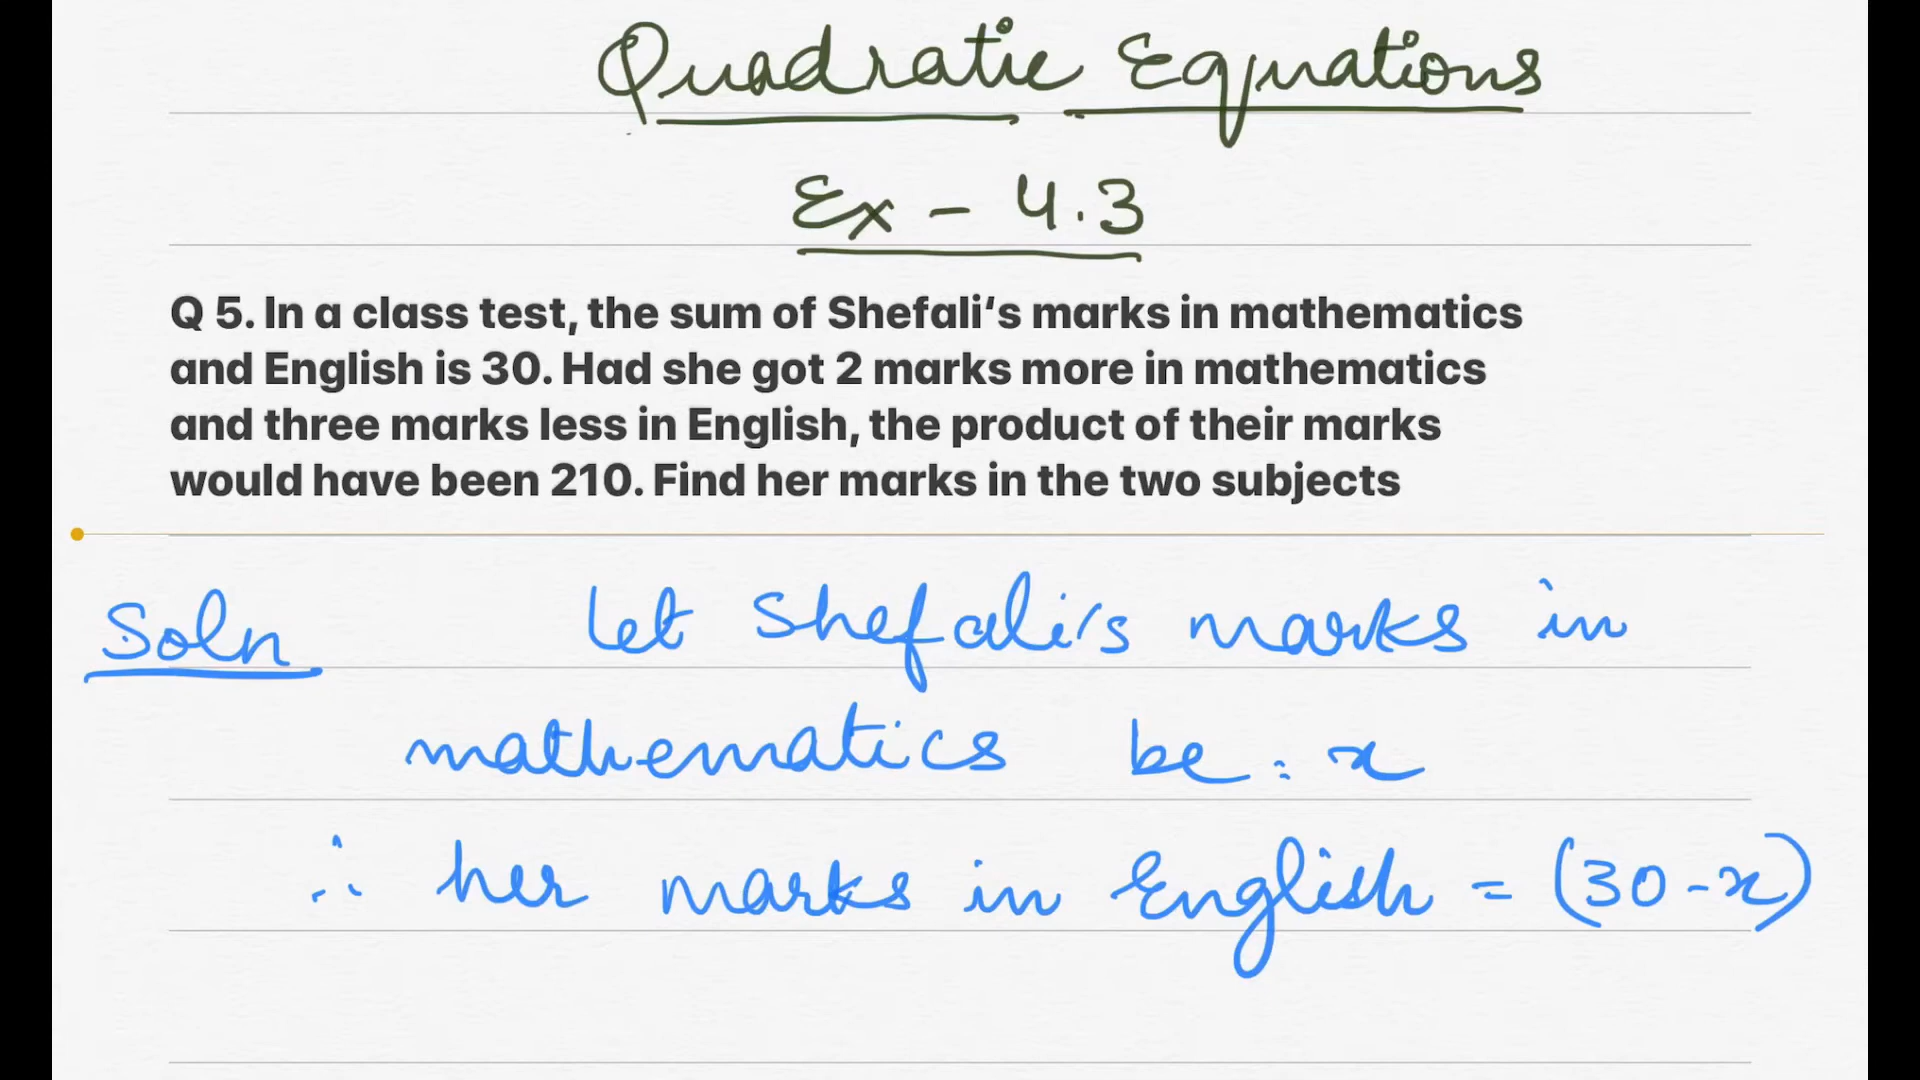 Quadratic Equations
Ex - 4.3
Q 5. In a class test, the sum of Shefali‘s marks in mathematics
and English is 30. Had she got 2 marks more in mathematics
and three marks less in English, the product of their marks
would have been 210. Find her marks in the two subjects
Soln let Shefali's marks in
mathematics be = x
∴ her marks in English = (30-x)